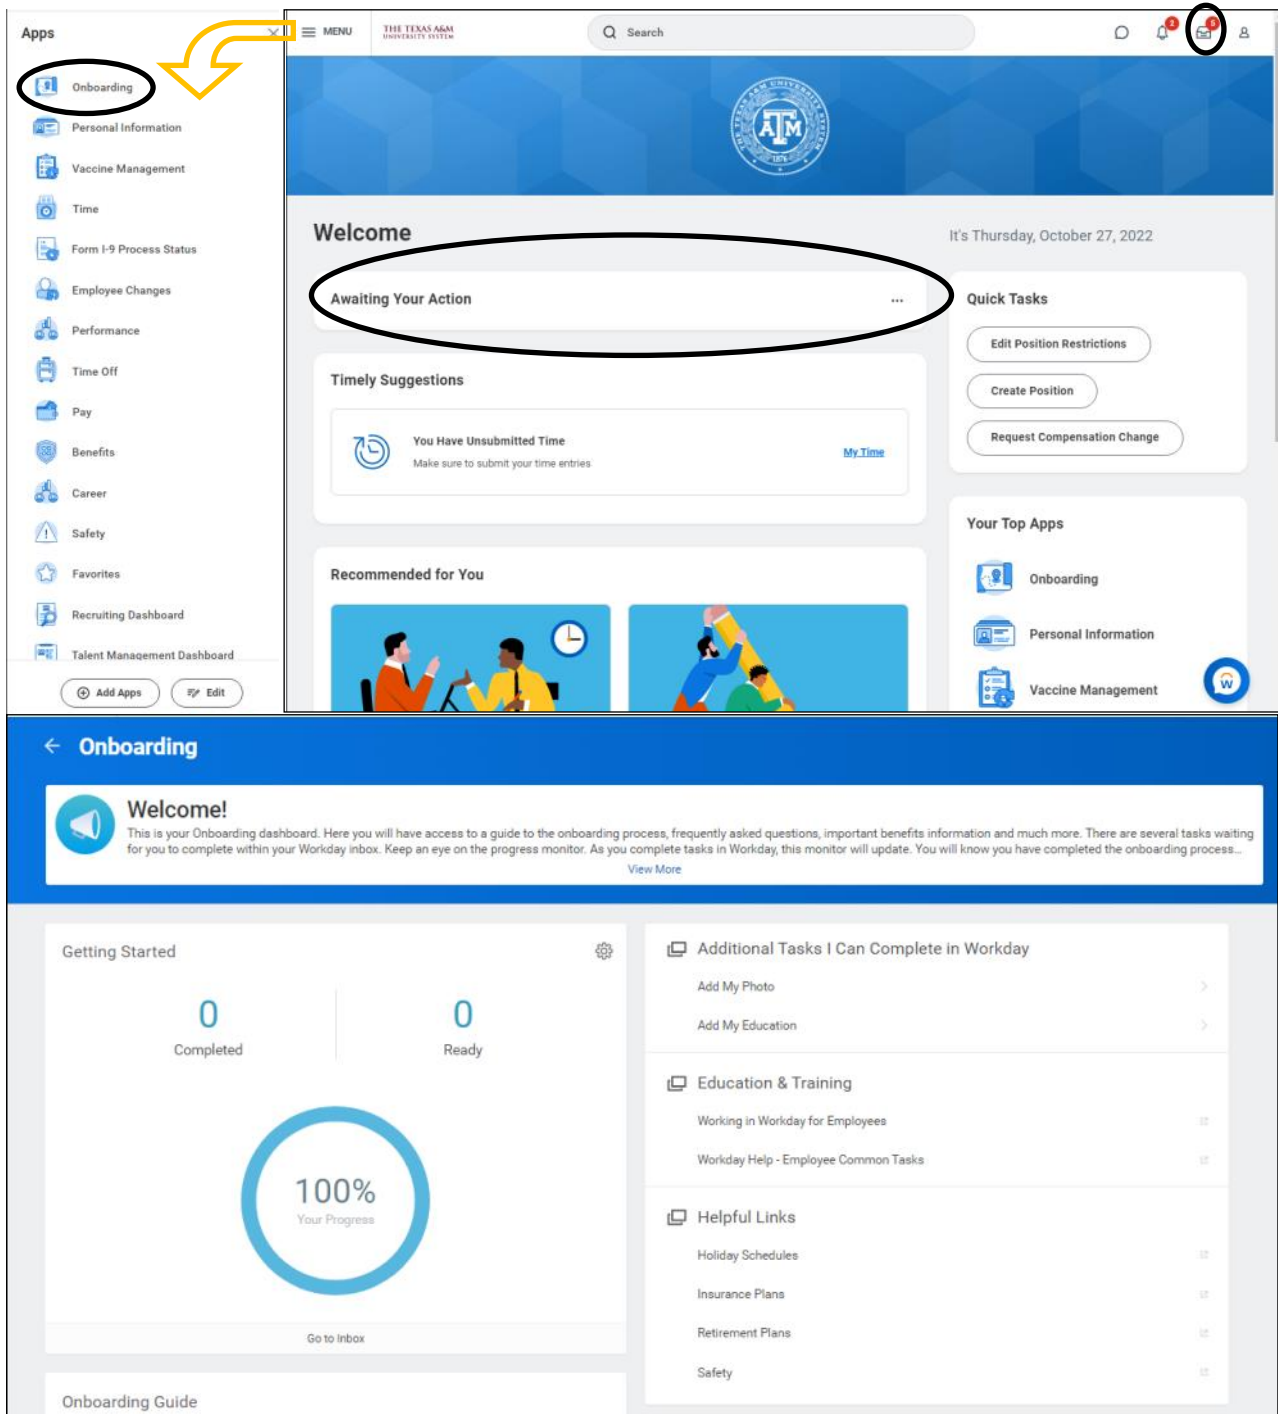 Apps
Onboarding
Personal Information
Vaccine Management
Time
Form I-9 Process Status
Employee Changes
Performance
Time Off
Pay
Benefits
Career
Safety
Favorites
Recruiting Dashboard
Talent Management Dashboard
Add Apps
Edit
MENU
THE TEXAS A&M
UNIVERSITY SYSTEM
Search
2
5
THE TEXAS A&M UNIVERSITY SYSTEM
ATM
1876
Welcome
It's Thursday, October 27, 2022
Awaiting Your Action
...
Timely Suggestions
You Have Unsubmitted Time
Make sure to submit your time entries
My Time
Recommended for You
Quick Tasks
Edit Position Restrictions
Create Position
Request Compensation Change
Your Top Apps
Onboarding
Personal Information
Vaccine Management
W
Onboarding
Welcome!
This is your Onboarding dashboard. Here you will have access to a guide to the onboarding process, frequently asked questions, important benefits information and much more. There are several tasks waiting
for you to complete within your Workday inbox. Keep an eye on the progress monitor. As you complete tasks in Workday, this monitor will update. You will know you have completed the onboarding process...
View More
Getting Started
0
Completed
0
Ready
100%
Your Progress
Go to Inbox
Onboarding Guide
Additional Tasks I Can Complete in Workday
Add My Photo
Add My Education
Education & Training
Working in Workday for Employees
Workday Help - Employee Common Tasks
Helpful Links
Holiday Schedules
Insurance Plans
Retirement Plans
Safety